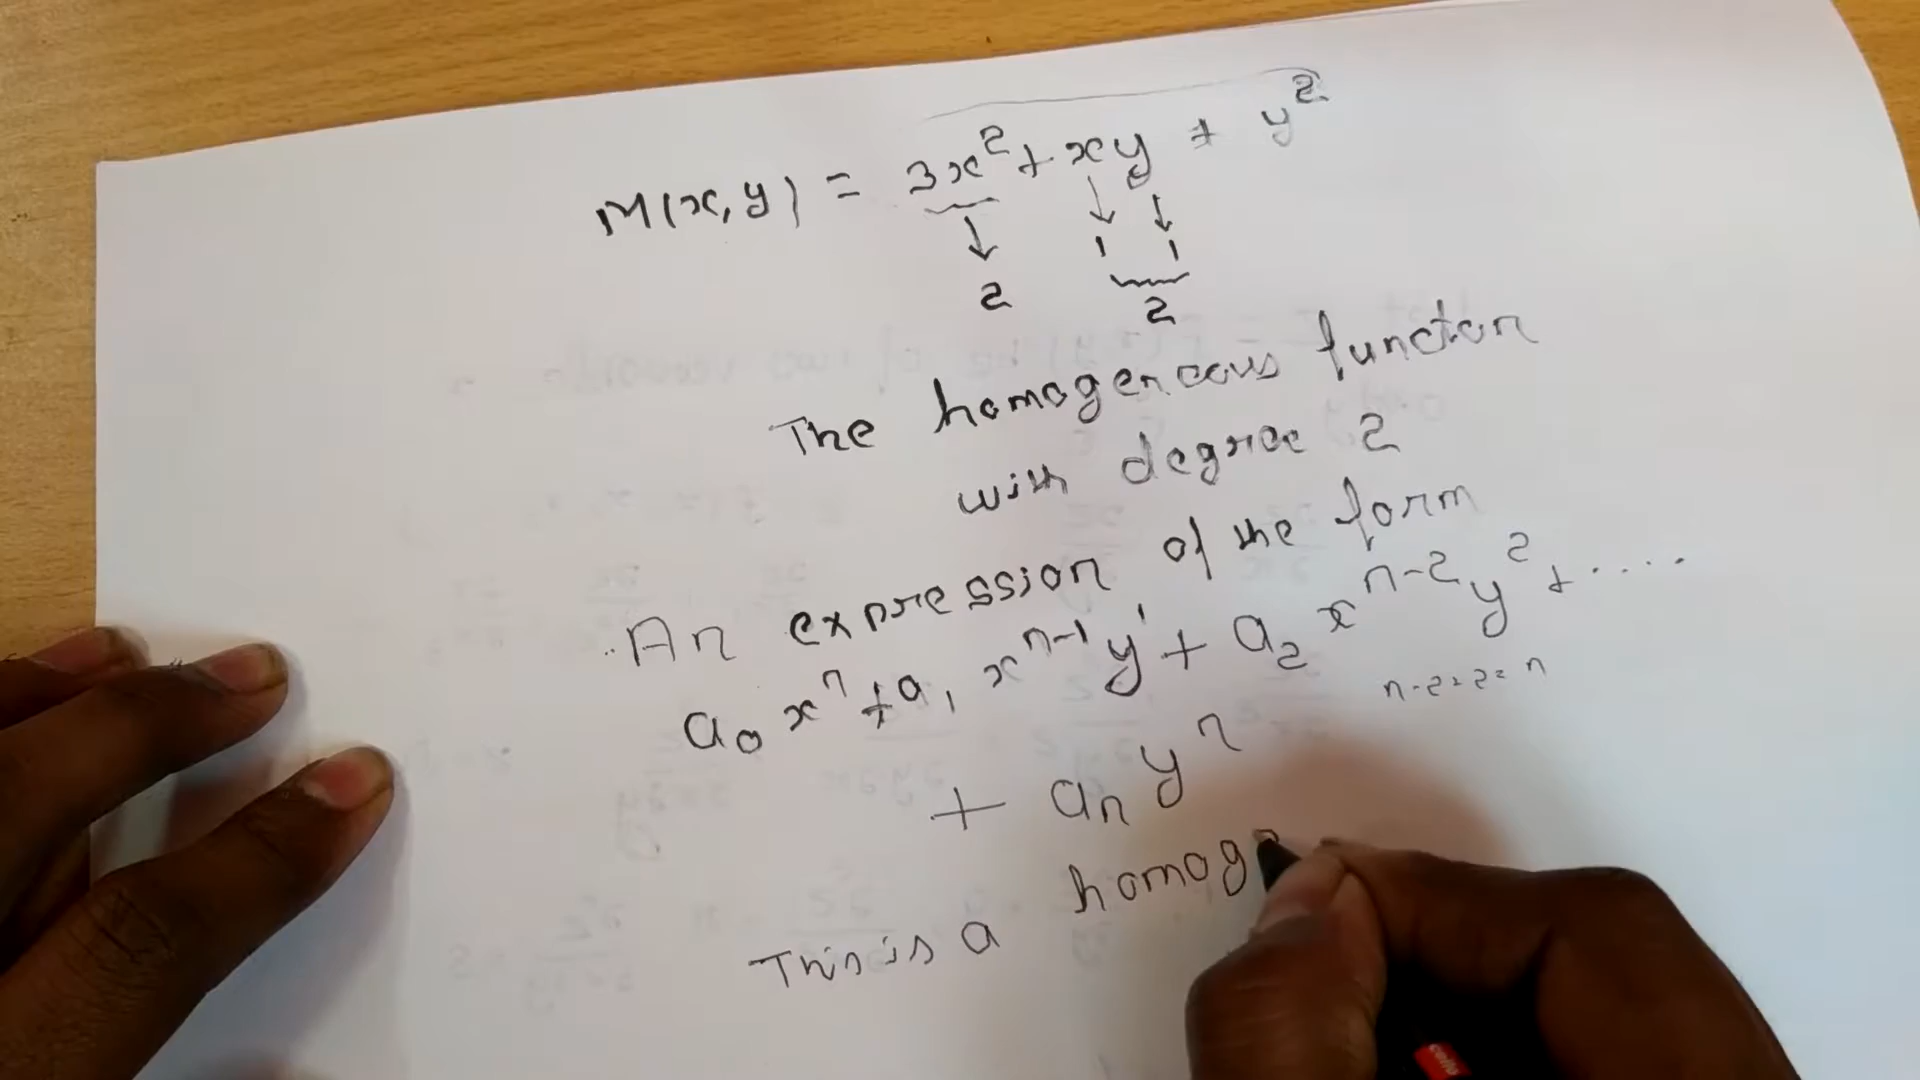 M(x,y) = 3x² + xy + y²
↓ ↓ ↓
1 1
2 2
The homogeneous function
with degree 2
An expression of the form
a₀xⁿ + a₁xⁿ⁻¹y¹ + a₂xⁿ⁻²y² + .....
n-2+2=n
+ aₙyⁿ
This is a homog
cello